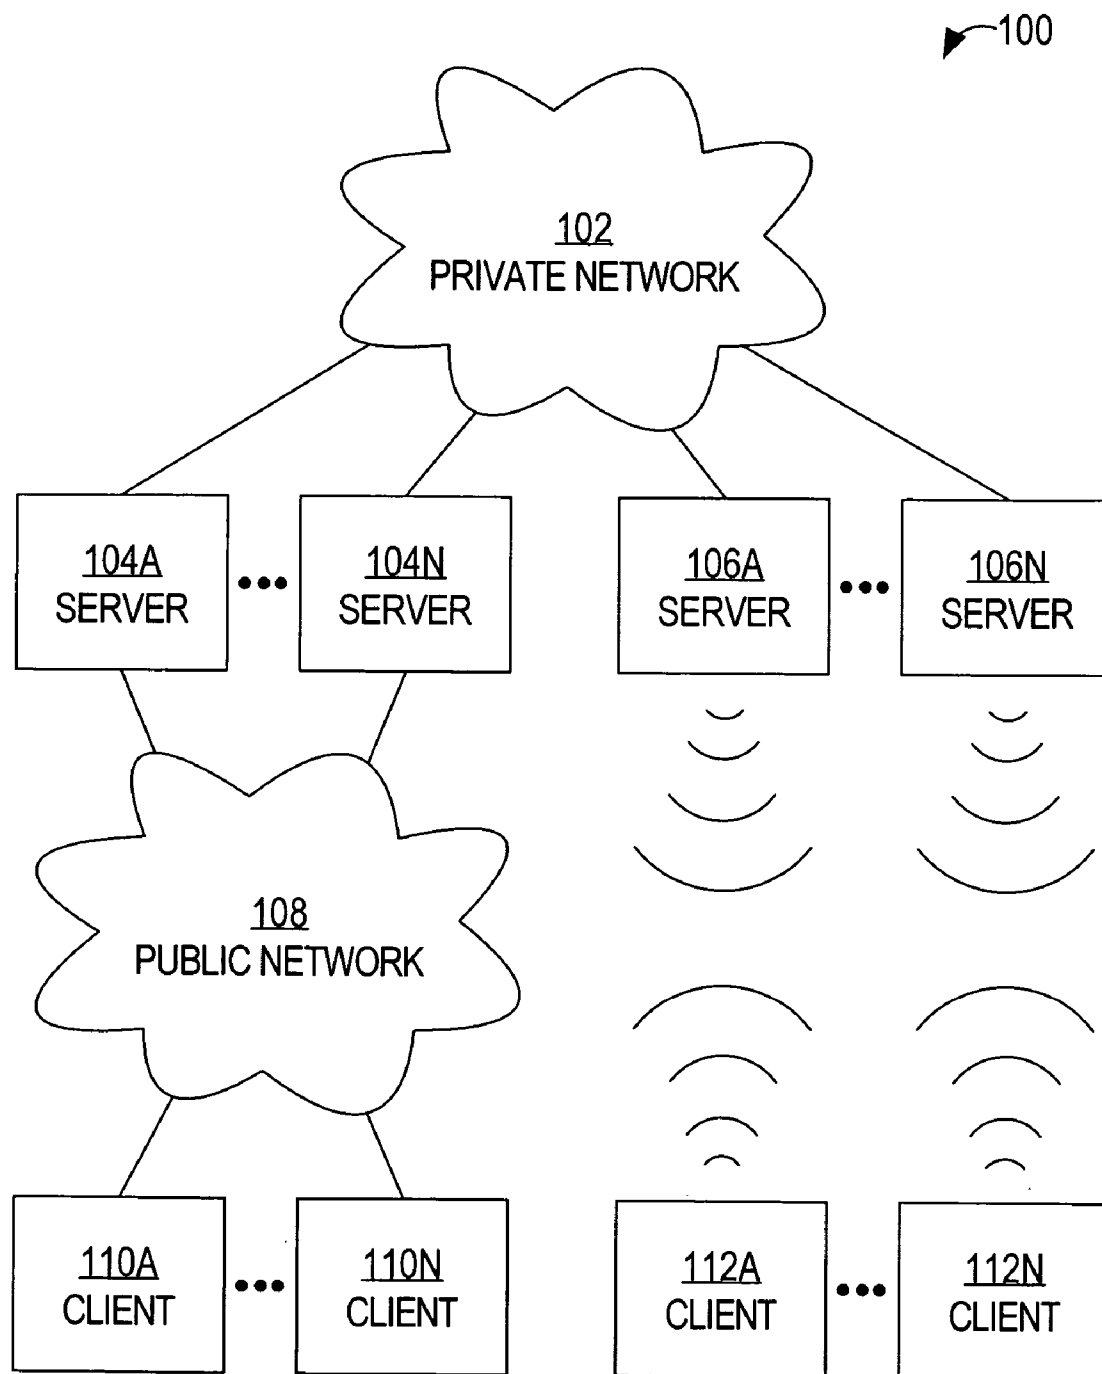 100
102
PRIVATE NETWORK
104A
SERVER
104N
SERVER
106A
SERVER
106N
SERVER
108
PUBLIC NETWORK
110A
CLIENT
110N
CLIENT
112A
CLIENT
112N
CLIENT